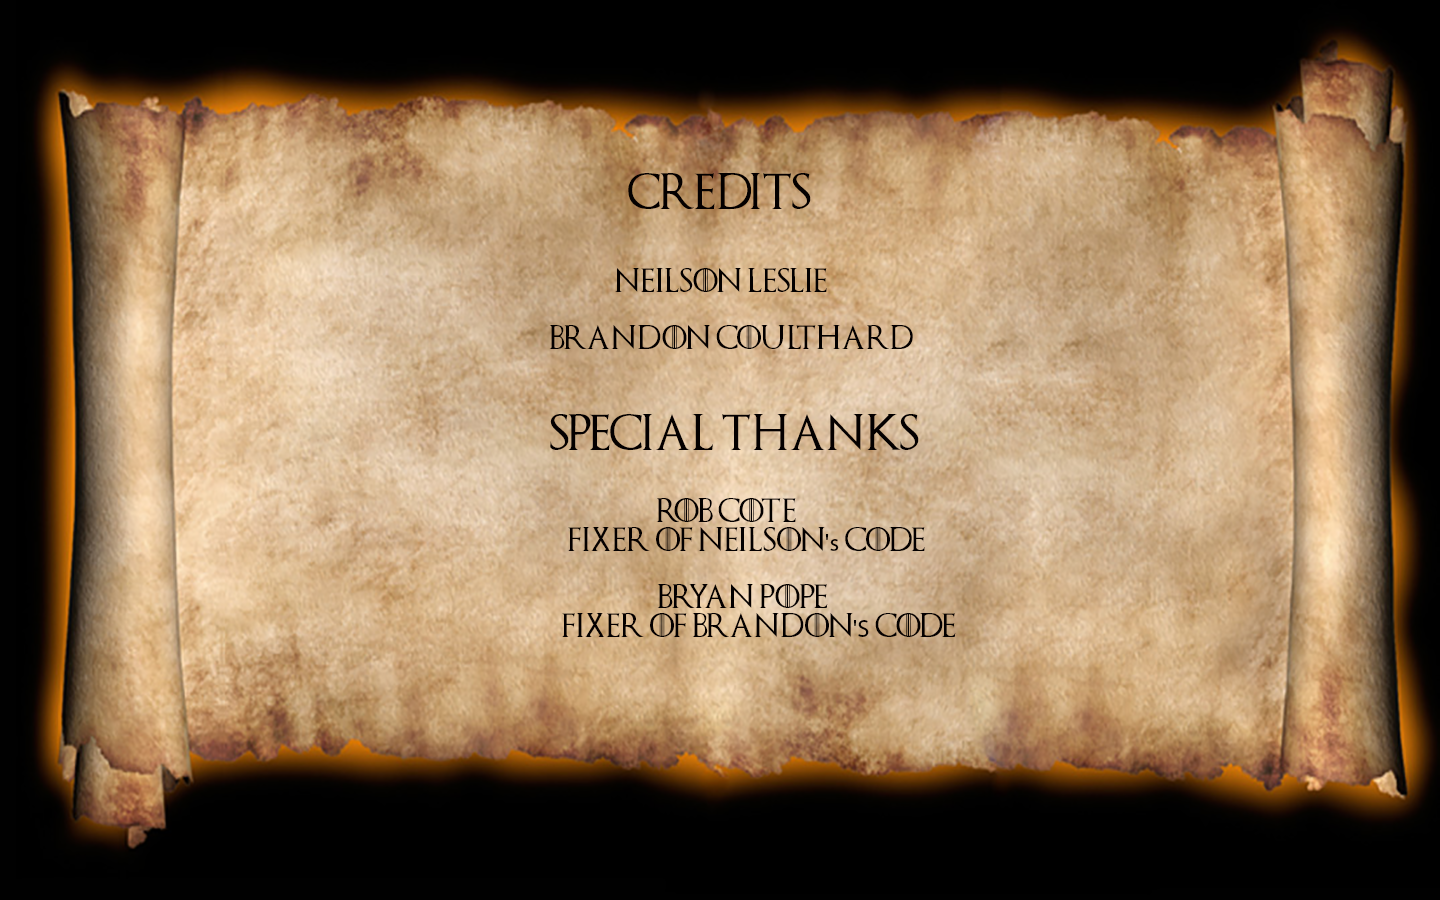 CREDITS
NEILSON LESLIE
BRANDON COULTHARD
SPECIAL THANKS
ROB COTE
FIXER OF NEILSON's CODE
BRYAN POPE
FIXER OF BRANDON's CODE